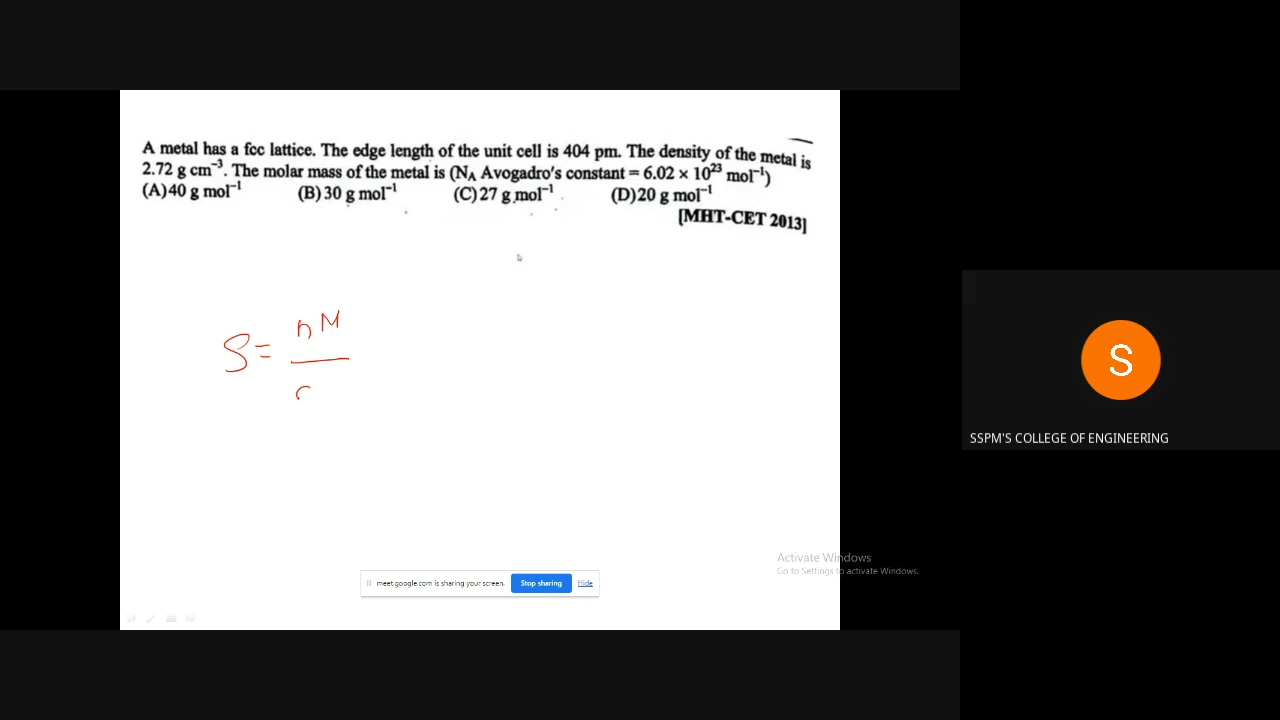 A metal has a fcc lattice. The edge length of the unit cell is 404 pm. The density of the metal is
2.72 g cm⁻³. The molar mass of the metal is (N_A Avogadro's constant = 6.02 × 10²³ mol⁻¹)
(A) 40 g mol⁻¹ (B) 30 g mol⁻¹ (C) 27 g mol⁻¹ (D) 20 g mol⁻¹
[MHT-CET 2013]
n M
S =
S
SSPM'S COLLEGE OF ENGINEERING
Activate Windows
Go to Settings to activate Windows.
meet.google.com is sharing your screen. Stop sharing Hide